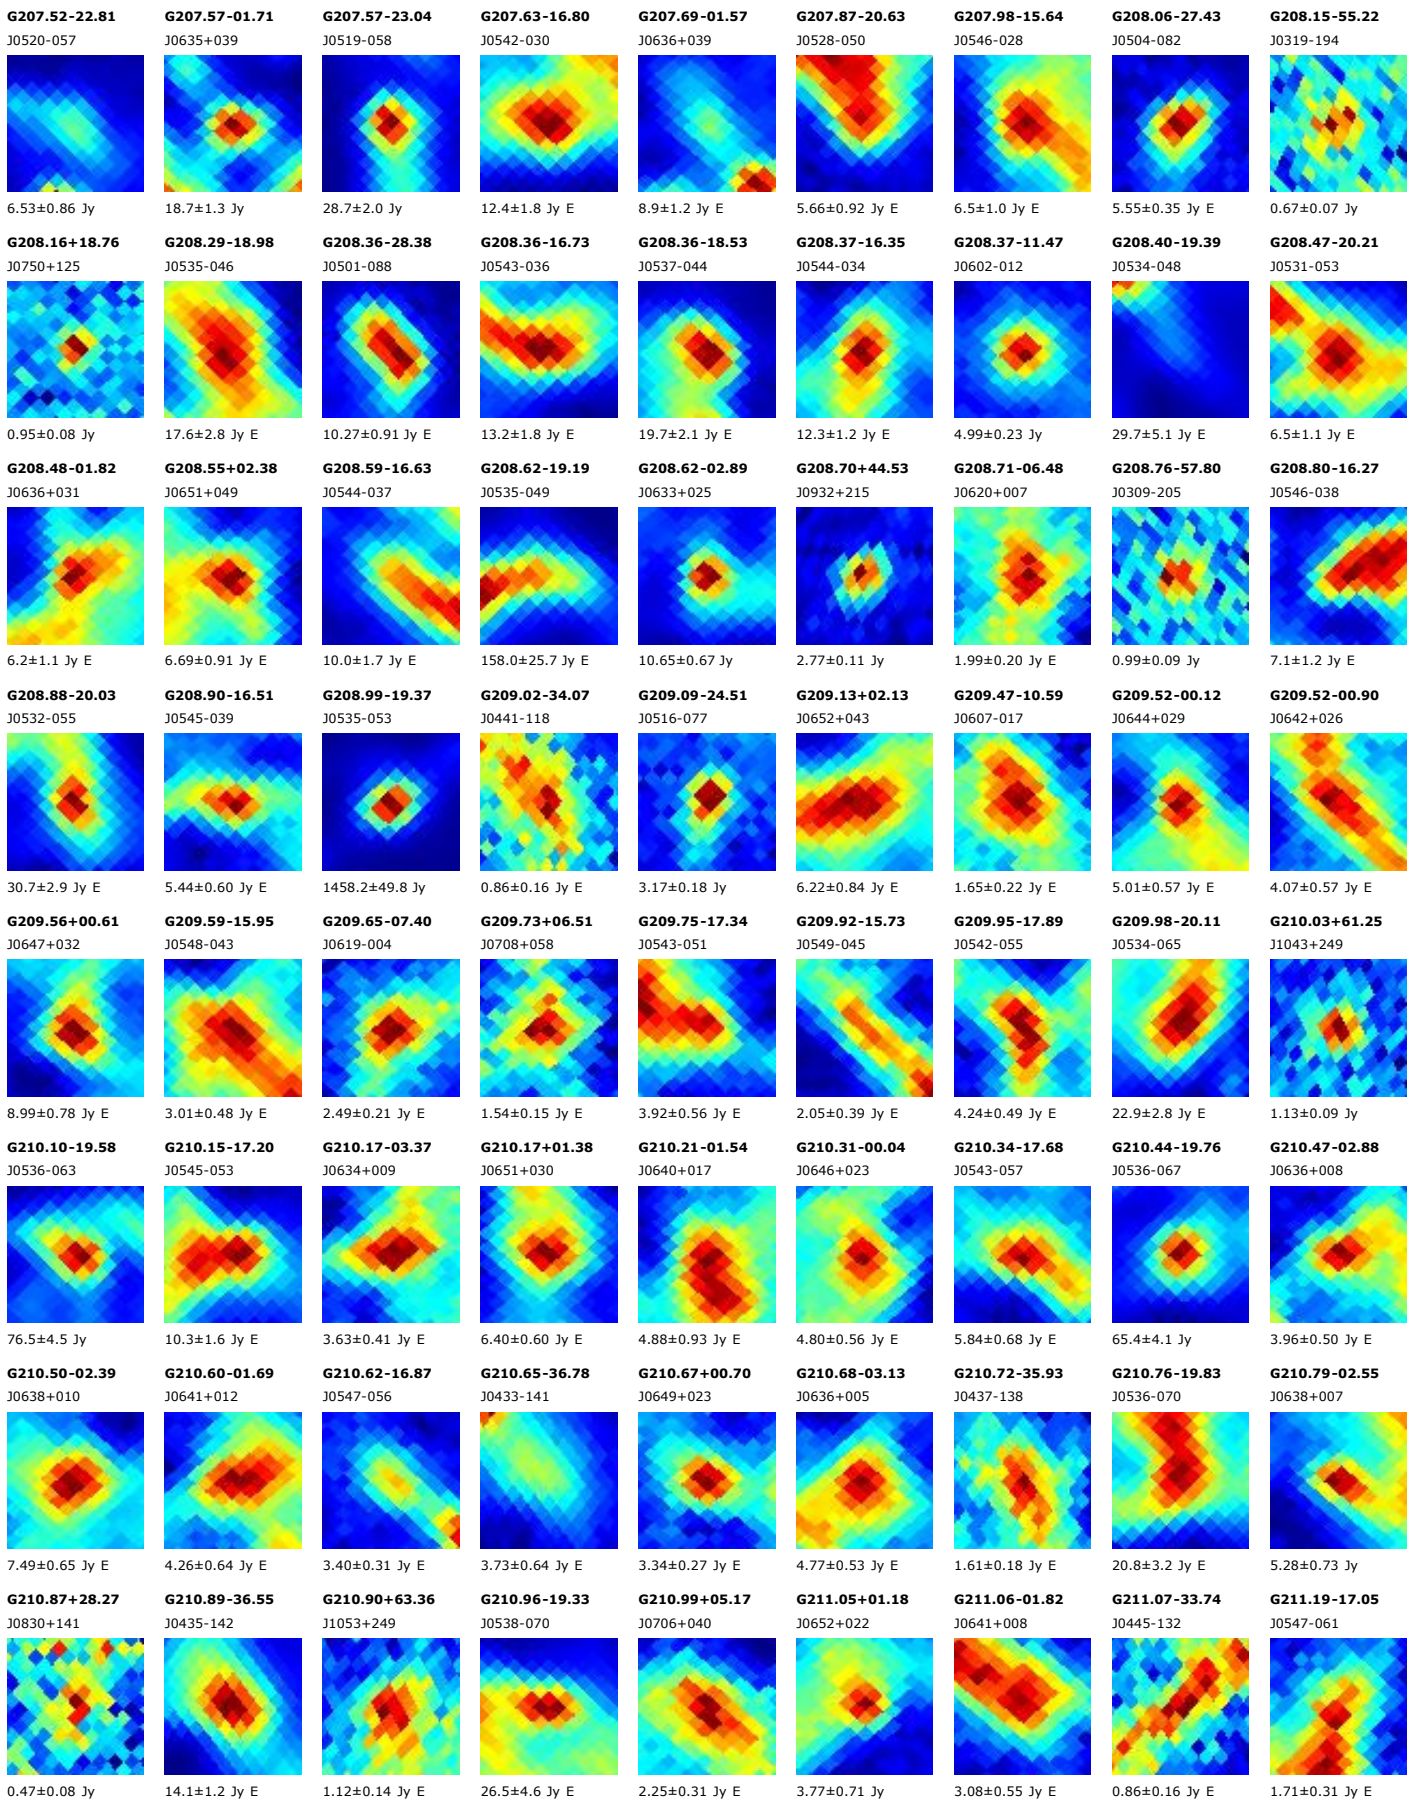 G207.52-22.81 G207.57-01.71 G207.57-23.04 G207.63-16.80 G207.69-01.57 G207.87-20.63 G207.98-15.64 G208.06-27.43 G208.15-55.22
J0520-057 J0635+039 J0519-058 J0542-030 J0636+039 J0528-050 J0546-028 J0504-082 J0319-194
6.53±0.86 Jy 18.7±1.3 Jy 28.7±2.0 Jy 12.4±1.8 Jy E 8.9±1.2 Jy E 5.66±0.92 Jy E 6.5±1.0 Jy E 5.55±0.35 Jy E 0.67±0.07 Jy
G208.16+18.76 G208.29-18.98 G208.36-28.38 G208.36-16.73 G208.36-18.53 G208.37-16.35 G208.37-11.47 G208.40-19.39 G208.47-20.21
J0750+125 J0535-046 J0501-088 J0543-036 J0537-044 J0544-034 J0602-012 J0534-048 J0531-053
0.95±0.08 Jy 17.6±2.8 Jy E 10.27±0.91 Jy E 13.2±1.8 Jy E 19.7±2.1 Jy E 12.3±1.2 Jy E 4.99±0.23 Jy 29.7±5.1 Jy E 6.5±1.1 Jy E
G208.48-01.82 G208.55+02.38 G208.59-16.63 G208.62-19.19 G208.62-02.89 G208.70+44.53 G208.71-06.48 G208.76-57.80 G208.80-16.27
J0636+031 J0651+049 J0544-037 J0535-049 J0633+025 J0932+215 J0620+007 J0309-205 J0546-038
6.2±1.1 Jy E 6.69±0.91 Jy E 10.0±1.7 Jy E 158.0±25.7 Jy E 10.65±0.67 Jy 2.77±0.11 Jy 1.99±0.20 Jy E 0.99±0.09 Jy 7.1±1.2 Jy E
G208.88-20.03 G208.90-16.51 G208.99-19.37 G209.02-34.07 G209.09-24.51 G209.13+02.13 G209.47-10.59 G209.52-00.12 G209.52-00.90
J0532-055 J0545-039 J0535-053 J0441-118 J0516-077 J0652+043 J0607-017 J0644+029 J0642+026
30.7±2.9 Jy E 5.44±0.60 Jy E 1458.2±49.8 Jy 0.86±0.16 Jy E 3.17±0.18 Jy 6.22±0.84 Jy E 1.65±0.22 Jy E 5.01±0.57 Jy E 4.07±0.57 Jy E
G209.56+00.61 G209.59-15.95 G209.65-07.40 G209.73+06.51 G209.75-17.34 G209.92-15.73 G209.95-17.89 G209.98-20.11 G210.03+61.25
J0647+032 J0548-043 J0619-004 J0708+058 J0543-051 J0549-045 J0542-055 J0534-065 J1043+249
8.99±0.78 Jy E 3.01±0.48 Jy E 2.49±0.21 Jy E 1.54±0.15 Jy E 3.92±0.56 Jy E 2.05±0.39 Jy E 4.24±0.49 Jy E 22.9±2.8 Jy E 1.13±0.09 Jy
G210.10-19.58 G210.15-17.20 G210.17-03.37 G210.17+01.38 G210.21-01.54 G210.31-00.04 G210.34-17.68 G210.44-19.76 G210.47-02.88
J0536-063 J0545-053 J0634+009 J0651+030 J0640+017 J0646+023 J0543-057 J0536-067 J0636+008
76.5±4.5 Jy 10.3±1.6 Jy E 3.63±0.41 Jy E 6.40±0.60 Jy E 4.88±0.93 Jy E 4.80±0.56 Jy E 5.84±0.68 Jy E 65.4±4.1 Jy 3.96±0.50 Jy E
G210.50-02.39 G210.60-01.69 G210.62-16.87 G210.65-36.78 G210.67+00.70 G210.68-03.13 G210.72-35.93 G210.76-19.83 G210.79-02.55
J0638+010 J0641+012 J0547-056 J0433-141 J0649+023 J0636+005 J0437-138 J0536-070 J0638+007
7.49±0.65 Jy E 4.26±0.64 Jy E 3.40±0.31 Jy E 3.73±0.64 Jy E 3.34±0.27 Jy E 4.77±0.53 Jy E 1.61±0.18 Jy E 20.8±3.2 Jy E 5.28±0.73 Jy
G210.87+28.27 G210.89-36.55 G210.90+63.36 G210.96-19.33 G210.99+05.17 G211.05+01.18 G211.06-01.82 G211.07-33.74 G211.19-17.05
J0830+141 J0435-142 J1053+249 J0538-070 J0706+040 J0652+022 J0641+008 J0445-132 J0547-061
0.47±0.08 Jy 14.1±1.2 Jy E 1.12±0.14 Jy E 26.5±4.6 Jy E 2.25±0.31 Jy E 3.77±0.71 Jy 3.08±0.55 Jy E 0.86±0.16 Jy E 1.71±0.31 Jy E